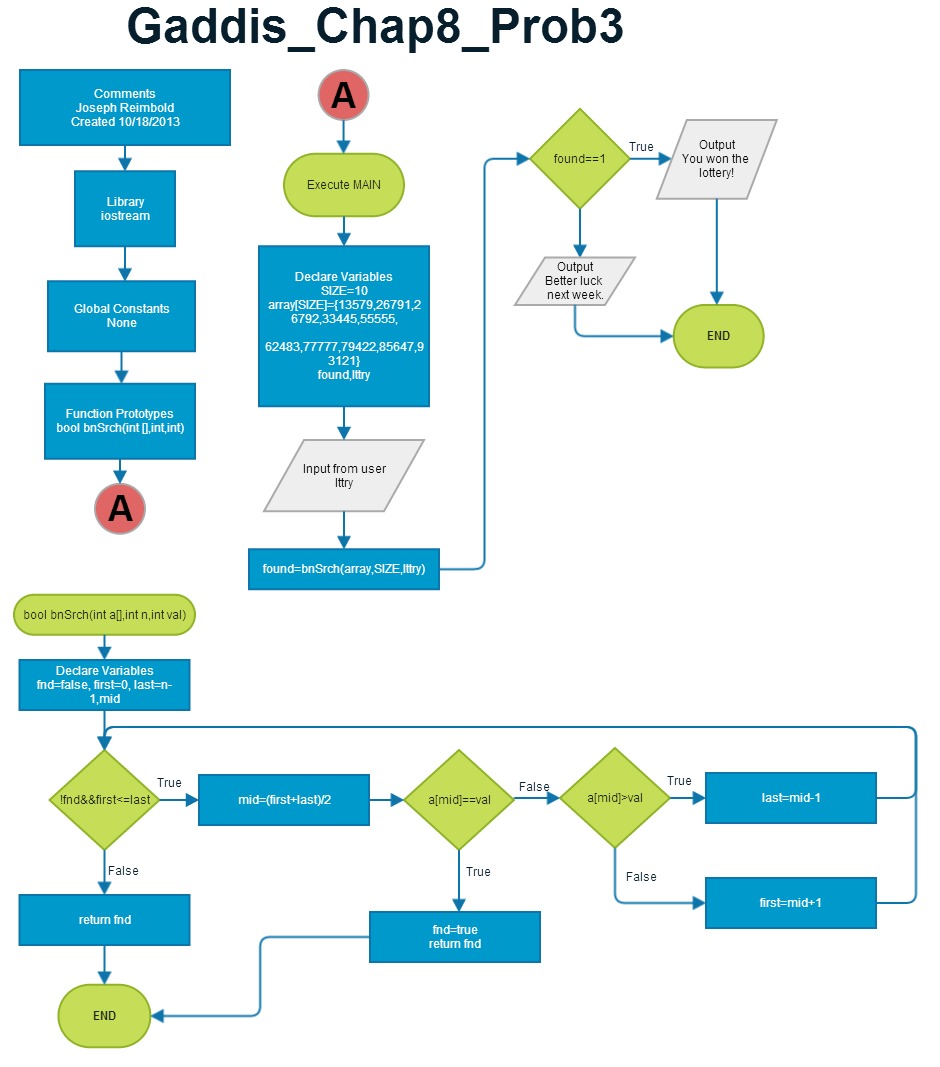 Gaddis_Chap8_Prob3
Comments
Joseph Reimbold
Created 10/18/2013
Library
iostream
Global Constants
None
Function Prototypes
bool bnSrch(int [],int,int)
A
A
Execute MAIN
Declare Variables
SIZE=10
array[SIZE]={13579,26791,2
6792,33445,55555,
62483,77777,79422,85647,9
3121}
found,lttry
Input from user
lttry
found=bnSrch(array,SIZE,lttry)
found==1
True
Output
You won the
lottery!
Output
Better luck
next week.
END
bool bnSrch(int a[],int n,int val)
Declare Variables
fnd=false, first=0, last=n-
1,mid
!fnd&&first<=last
True
mid=(first+last)/2
a[mid]==val
False
a[mid]>val
True
last=mid-1
False
first=mid+1
True
fnd=true
return fnd
False
return fnd
END